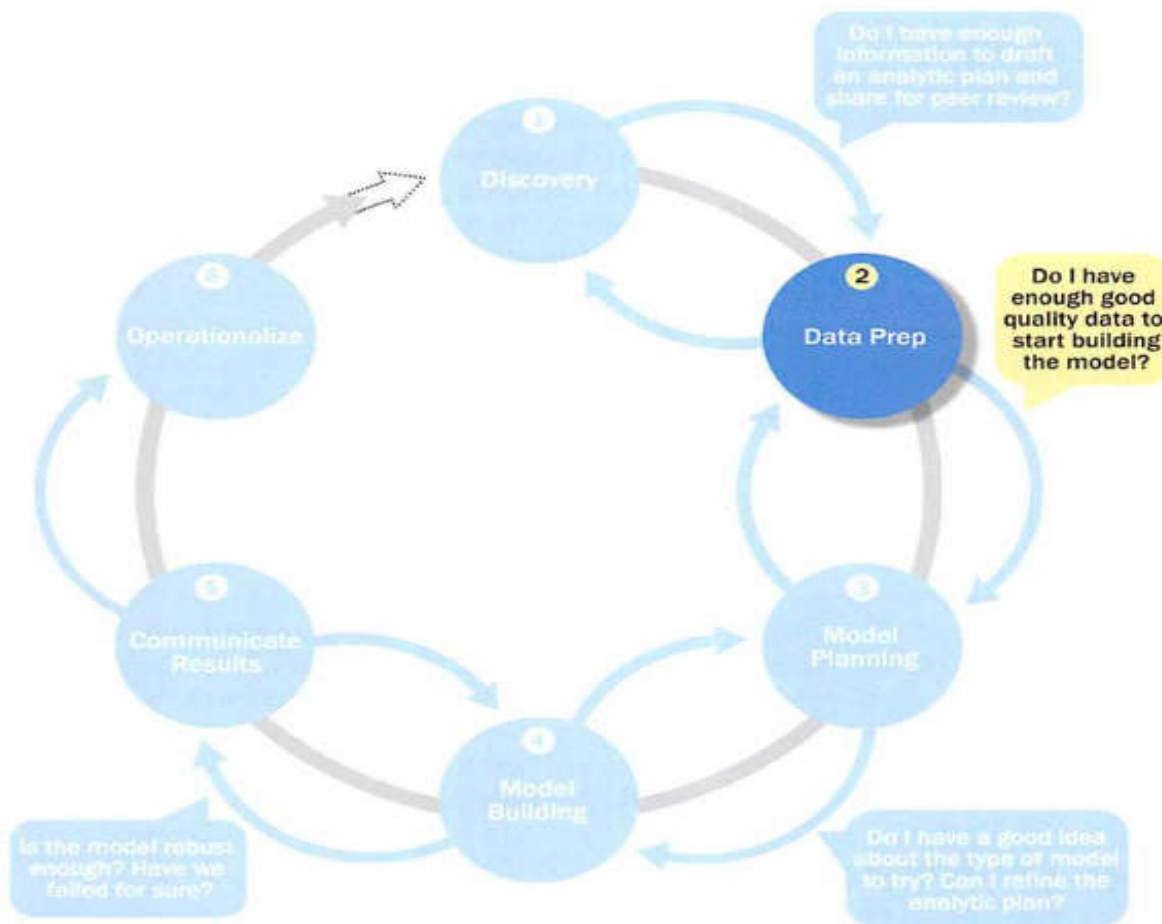 Do I have enough
information to draft
an analytic plan and
share for peer review?
1
Discovery
2
Data Prep
Do I have
enough good
quality data to
start building
the model?
3
Model
Planning
Do I have a good idea
about the type of model
to try? Can I refine the
analytic plan?
4
Model
Building
Is the model robust
enough? Have we
failed for sure?
5
Communicate
Results
6
Operationalize